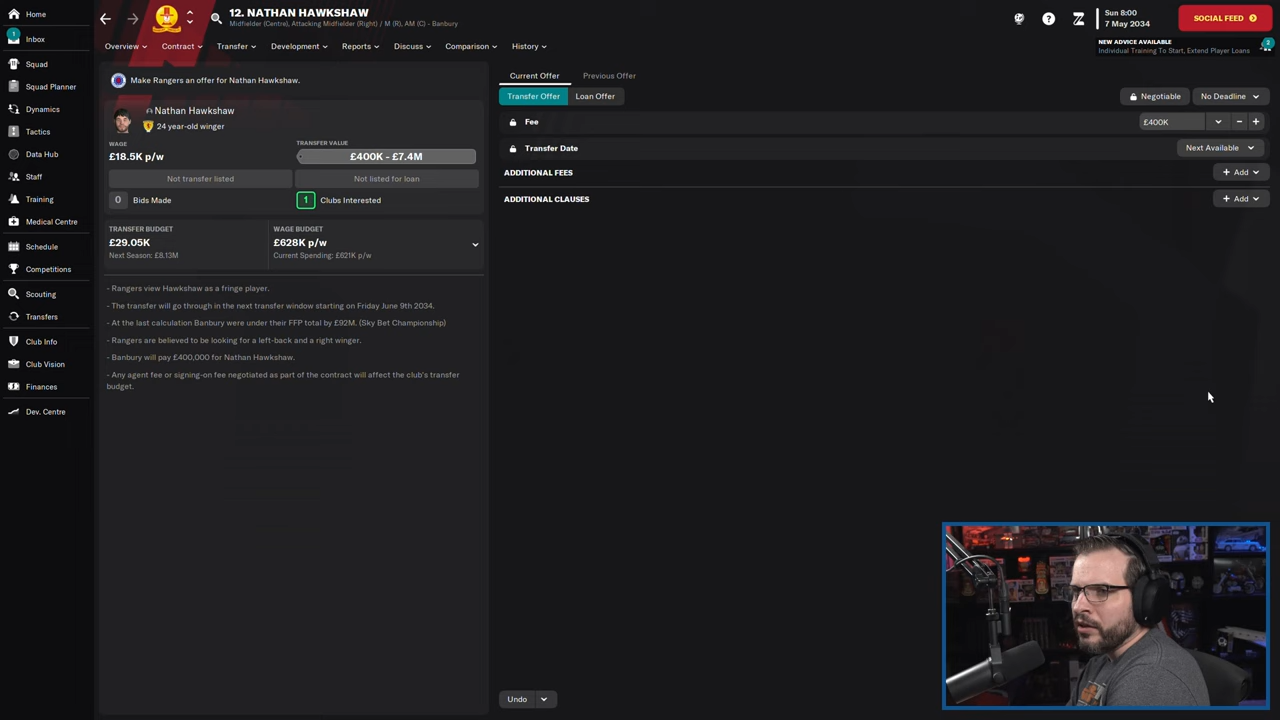 Home
1
Inbox
Squad
Squad Planner
Dynamics
Tactics
Data Hub
Staff
Training
Medical Centre
Schedule
Competitions
Scouting
Transfers
Club Info
Club Vision
Finances
Dev. Centre
12. NATHAN HAWKSHAW
Midfielder (Centre), Attacking Midfielder (Right) / M (R), AM (C) - Banbury
Sun 8:00
7 May 2034
SOCIAL FEED
Overview
Contract
Transfer
Development
Reports
Discuss
Comparison
History
NEW ADVICE AVAILABLE
Individual Training To Start, Extend Player Loans
2
Make Rangers an offer for Nathan Hawkshaw.
Nathan Hawkshaw
24 year-old winger
WAGE
£18.5K p/w
TRANSFER VALUE
£400K - £7.4M
Not transfer listed
Not listed for loan
0 Bids Made
1 Clubs Interested
TRANSFER BUDGET
£29.05K
Next Season: £8.13M
WAGE BUDGET
£628K p/w
Current Spending: £621K p/w
- Rangers view Hawkshaw as a fringe player.
- The transfer will go through in the next transfer window starting on Friday June 9th 2034.
- At the last calculation Banbury were under their FFP total by £92M. (Sky Bet Championship)
- Rangers are believed to be looking for a left-back and a right winger.
- Banbury will pay £400,000 for Nathan Hawkshaw.
- Any agent fee or signing-on fee negotiated as part of the contract will affect the club's transfer
budget.
Current Offer
Previous Offer
Transfer Offer
Loan Offer
Negotiable
No Deadline
Fee
£400K
Transfer Date
Next Available
ADDITIONAL FEES
+ Add
ADDITIONAL CLAUSES
+ Add
Undo